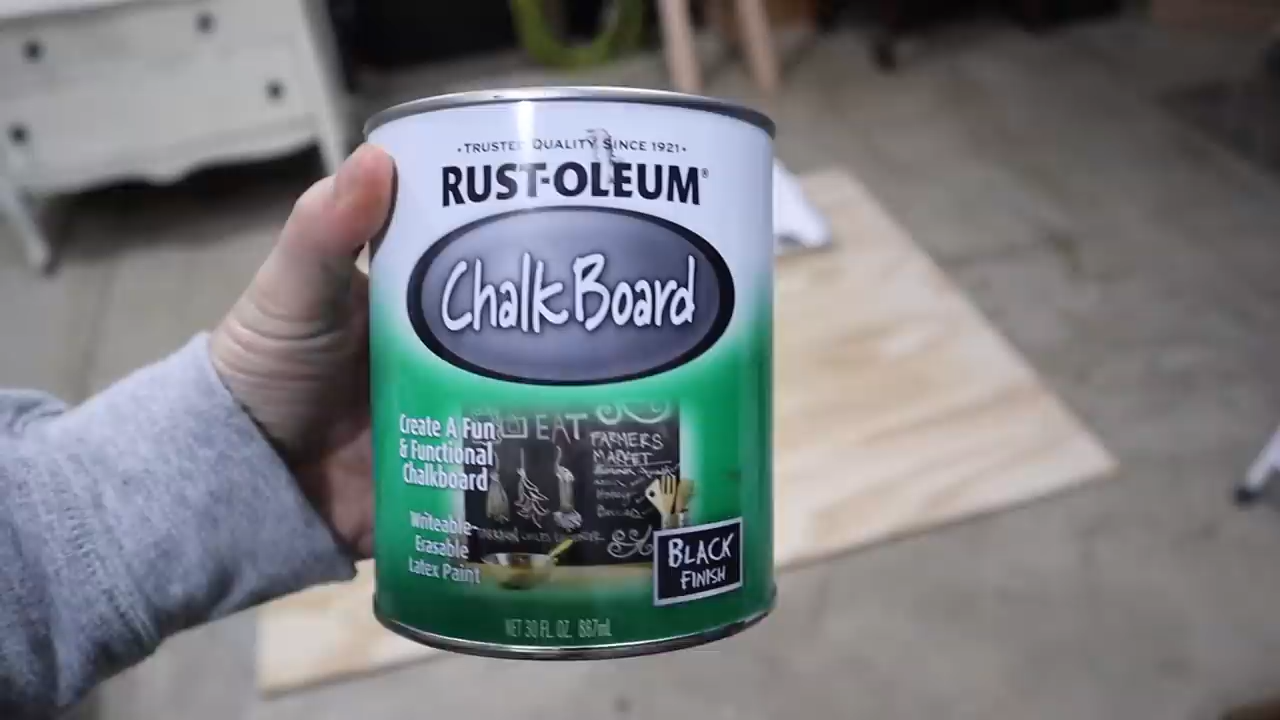 •TRUSTED QUALITY SINCE 1921•
RUST-OLEUM®
ChalkBoard
Create A Fun
& Functional
Chalkboard
Writeable-
Erasable
Latex Paint
EAT
FARMERS
MARKET
BLACK
FINISH
NET 30 FL. OZ. 887mL